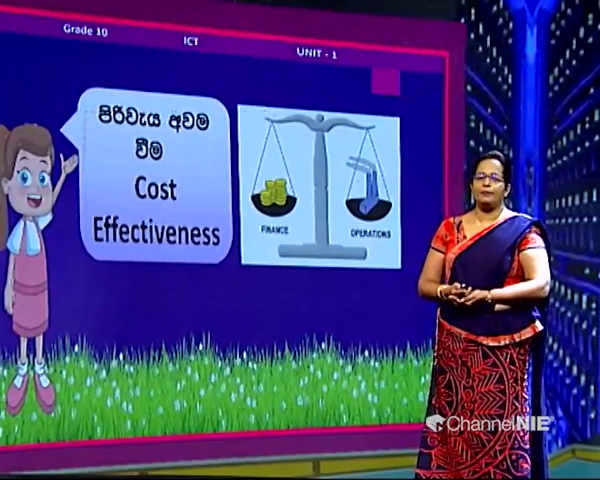 Grade 10 ICT UNIT - 1
පිරිවැය අවම
වීම
Cost
Effectiveness
FINANCE OPERATIONS
ChannelNIE